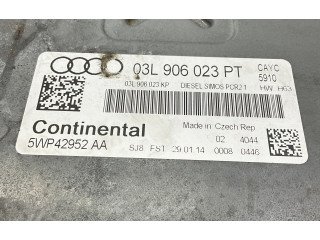 03L 906 023 PT CAYC
5910
03L 906 023 KP DIESEL SIMOS PCR2.1 HW H63
Continental
Made in Czech Rep
02 4044
5WP42952 AA SJ8 FST 29.01.14 0008 0446